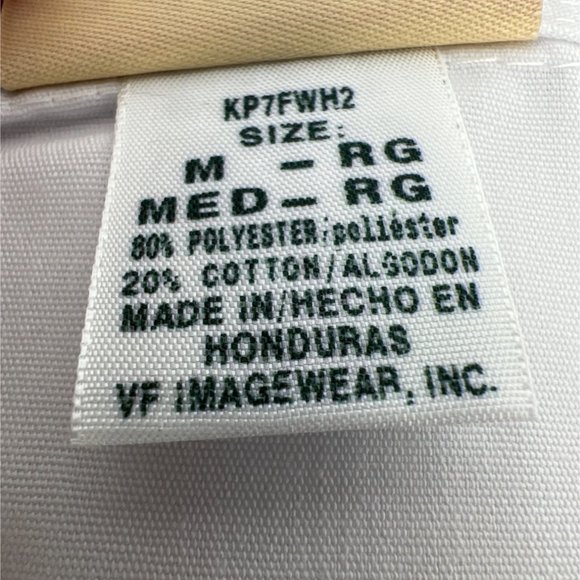 KP7FWH2
SIZE:
M - RG
MED- RG
80% POLYESTER/poliéster
20% COTTON/ALGODON
MADE IN/HECHO EN
HONDURAS
VF IMAGEWEAR, INC.